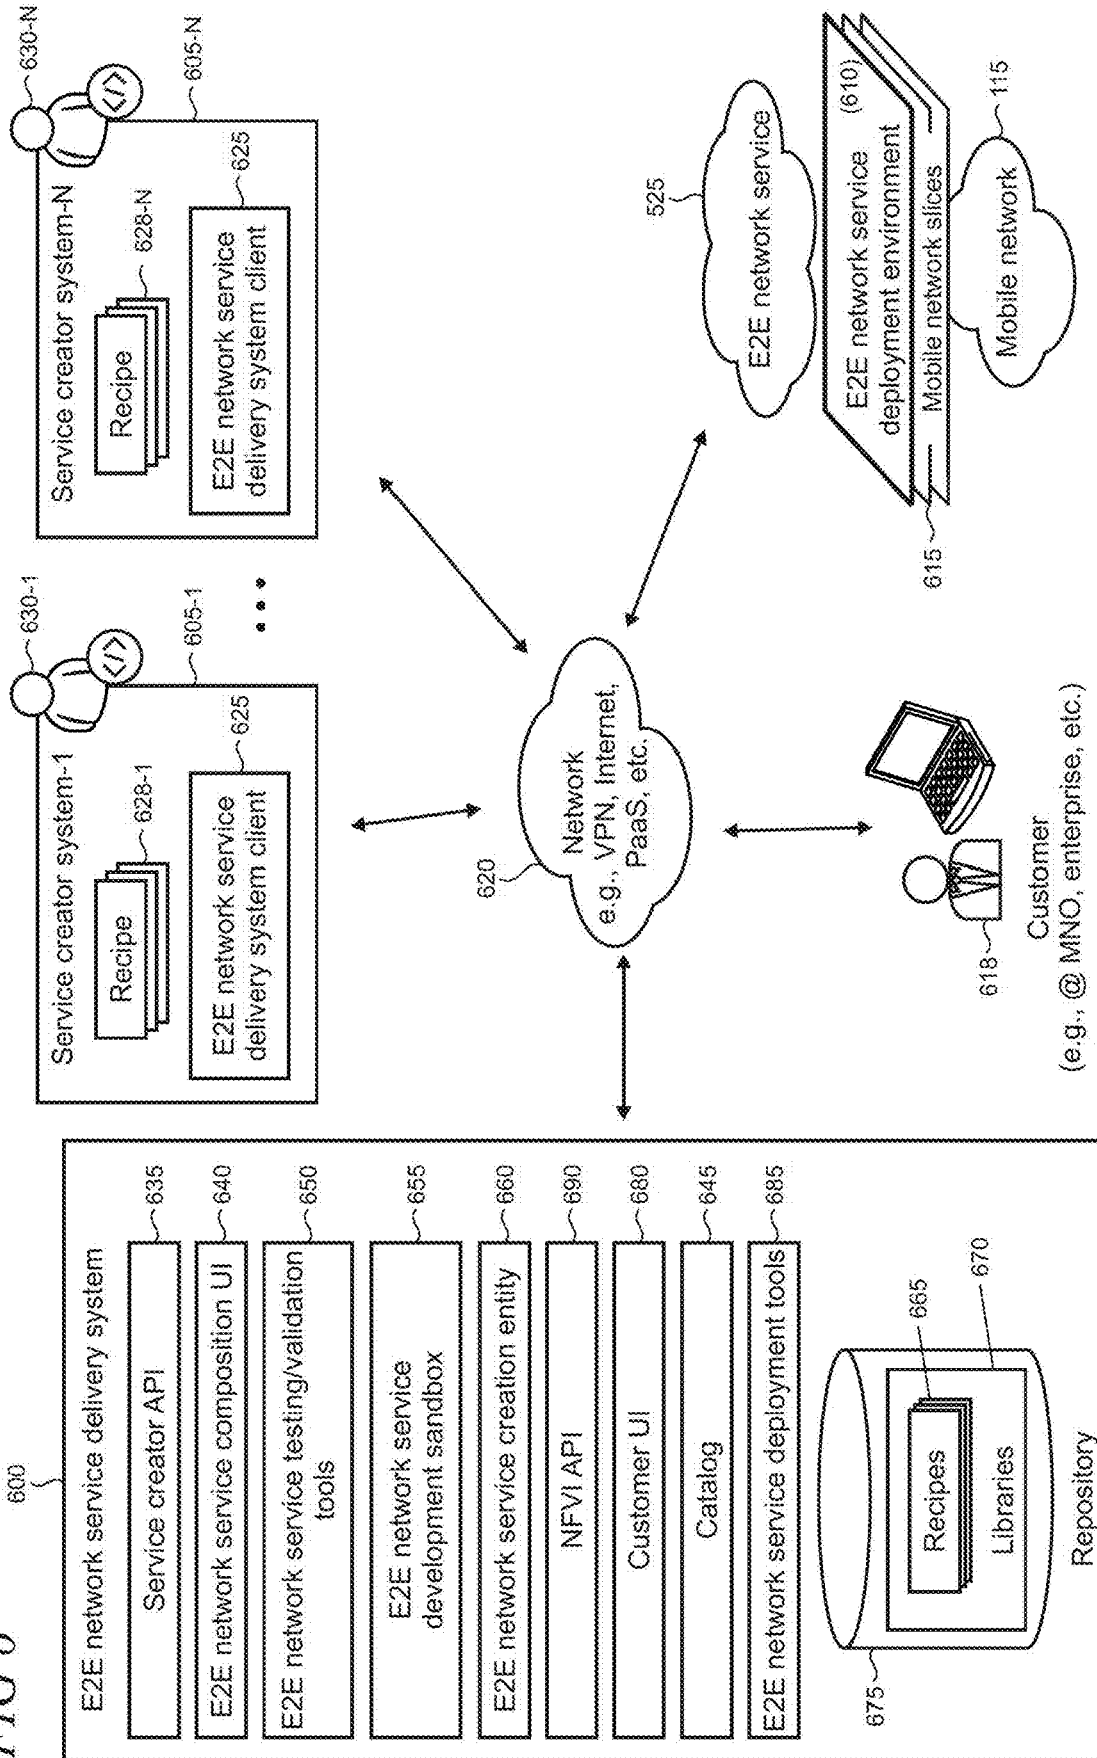 FIG 6
600
E2E network service delivery system
Service creator API
635
E2E network service composition UI
640
E2E network service testing/validation
tools
650
E2E network service
development sandbox
655
E2E network service creation entity
660
NFVI API
690
Customer UI
680
Catalog
645
E2E network service deployment tools
685
675
Recipes
665
Libraries
670
Repository
Service creator system-1
630-1
</>
605-1
Recipe
628-1
E2E network service
delivery system client
625
Service creator system-N
630-N
</>
605-N
Recipe
628-N
E2E network service
delivery system client
625
620
Network
e.g., VPN, Internet,
PaaS, etc.
618
Customer
(e.g., @ MNO, enterprise, etc.)
525
E2E network service
E2E network service
(610)
deployment environment
Mobile network slices
615
Mobile network
115